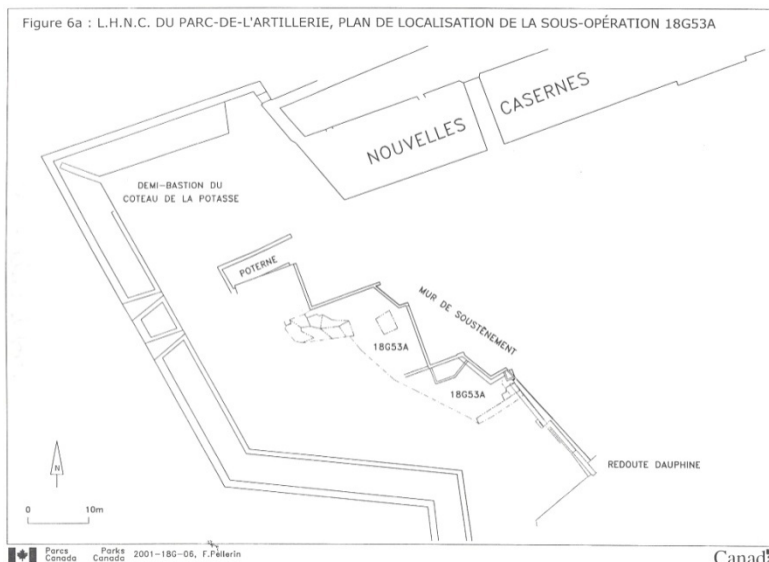 Figure 6a : L.H.N.C. DU PARC-DE-L'ARTILLERIE, PLAN DE LOCALISATION DE LA SOUS-OPÉRATION 18G53A
NOUVELLES CASERNES
DEMI-BASTION DU
COTEAU DE LA POTASSE
POTERNE
MUR DE SOUSTÈNEMENT
18G53A
18G53A
REDOUTE DAUPHINE
N
0 10m
Parcs Parks
Canada Canada 2001-18G-06, F.Pellerin
Canada